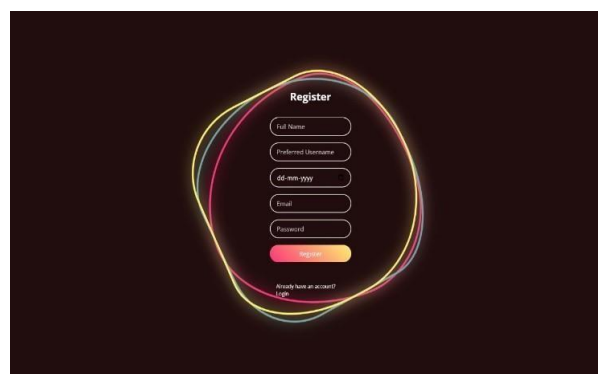 Register
Full Name
Preferred Username
dd-mm-yyyy
Email
Password
Register
Already have an account?
Login